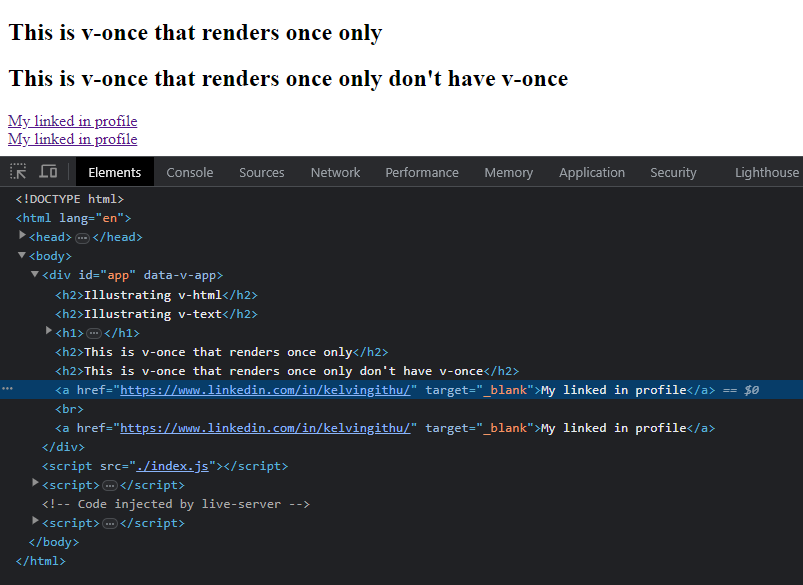 This is v-once that renders once only
This is v-once that renders once only don't have v-once
My linked in profile
My linked in profile
Elements Console Sources Network Performance Memory Application Security Lighthouse
<!DOCTYPE html>
<html lang="en">
<head> ⋯ </head>
<body>
<div id="app" data-v-app>
<h2>Illustrating v-html</h2>
<h2>Illustrating v-text</h2>
<h1> ⋯ </h1>
<h2>This is v-once that renders once only</h2>
<h2>This is v-once that renders once only don't have v-once</h2>
<a href="https://www.linkedin.com/in/kelvingithu/" target="_blank">My linked in profile</a> == $0
<br>
<a href="https://www.linkedin.com/in/kelvingithu/" target="_blank">My linked in profile</a>
</div>
<script src="./index.js"></script>
<script> ⋯ </script>
<!-- Code injected by live-server -->
<script> ⋯ </script>
</body>
</html>